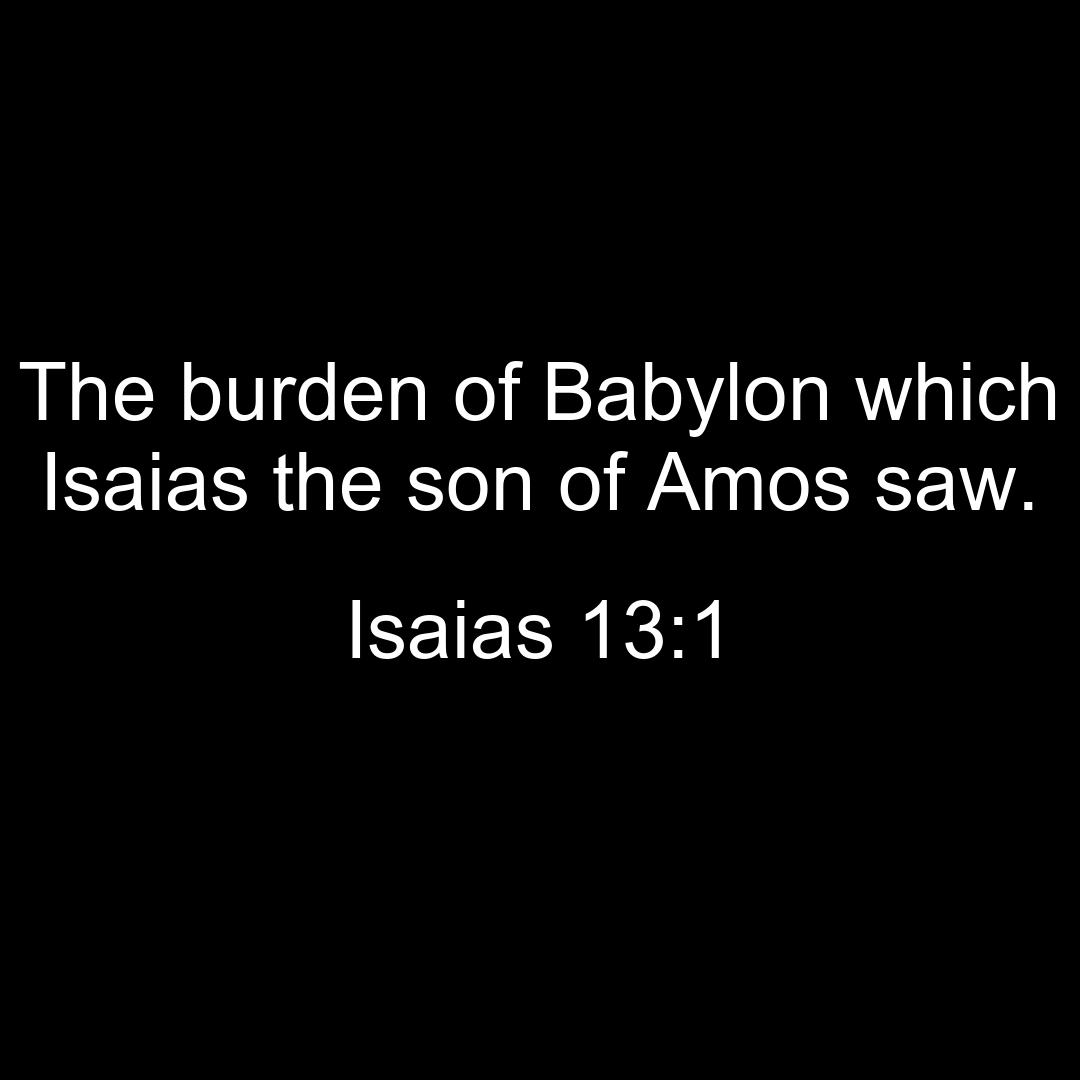 The burden of Babylon which
Isaias the son of Amos saw.
Isaias 13:1